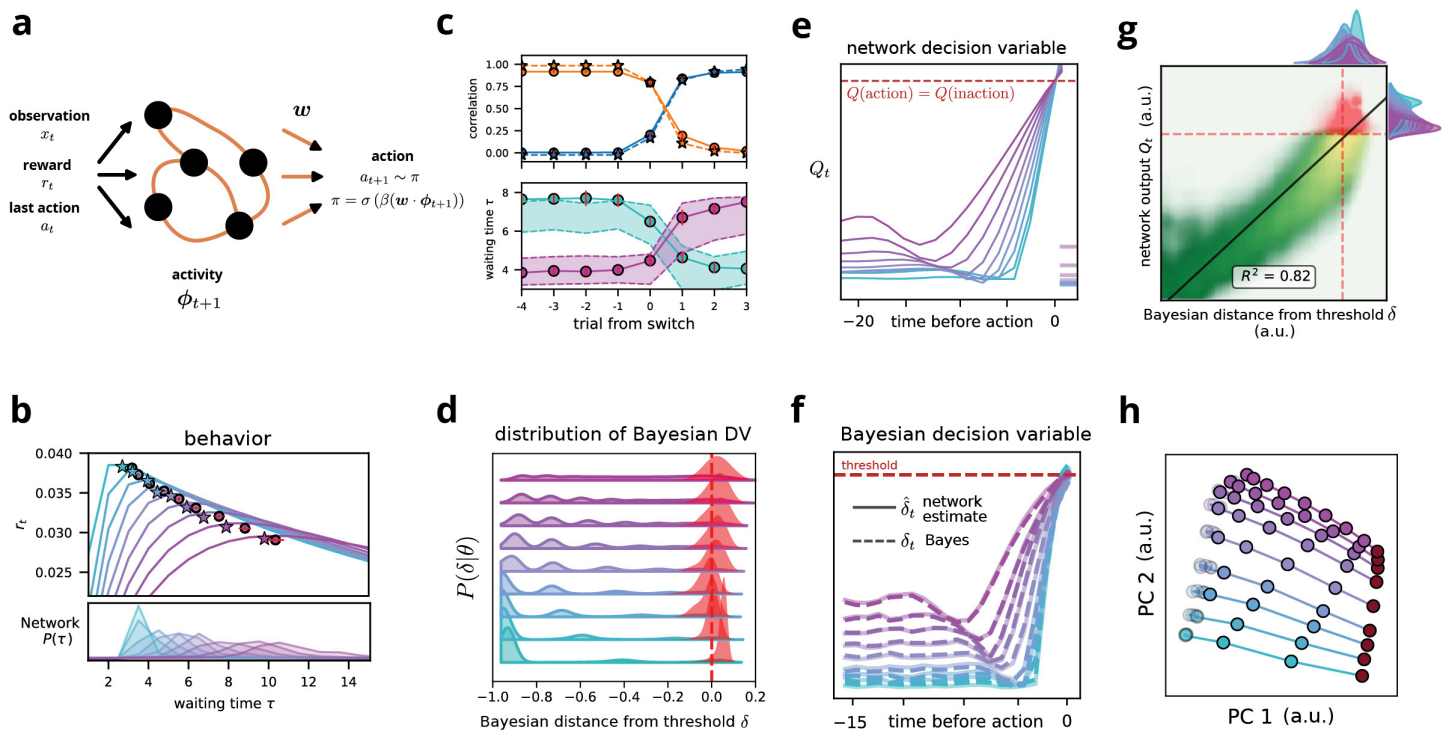 a
observation
x_t
reward
r_t
last action
a_t
w
action
a_{t+1} ∼ π
π = σ (β(w · ϕ_{t+1}))
activity
ϕ_{t+1}
b
behavior
r_t
0.040
0.035
0.030
0.025
Network
P(τ)
2 4 6 8 10 12 14
waiting time τ
c
correlation
1.00
0.75
0.50
0.25
0.00
waiting time τ
8
6
4
-4 -3 -2 -1 0 1 2 3
trial from switch
d
distribution of Bayesian DV
P(δ|θ)
−1.0 −0.8 −0.6 −0.4 −0.2 0.0 0.2
Bayesian distance from threshold δ
e
network decision variable
Q(action) = Q(inaction)
Q_t
−20 time before action 0
f
Bayesian decision variable
threshold
δ̂_t network
estimate
δ_t Bayes
−15 time before action 0
g
network output Q_t (a.u.)
R² = 0.82
Bayesian distance from threshold δ
(a.u.)
h
PC 2 (a.u.)
PC 1 (a.u.)